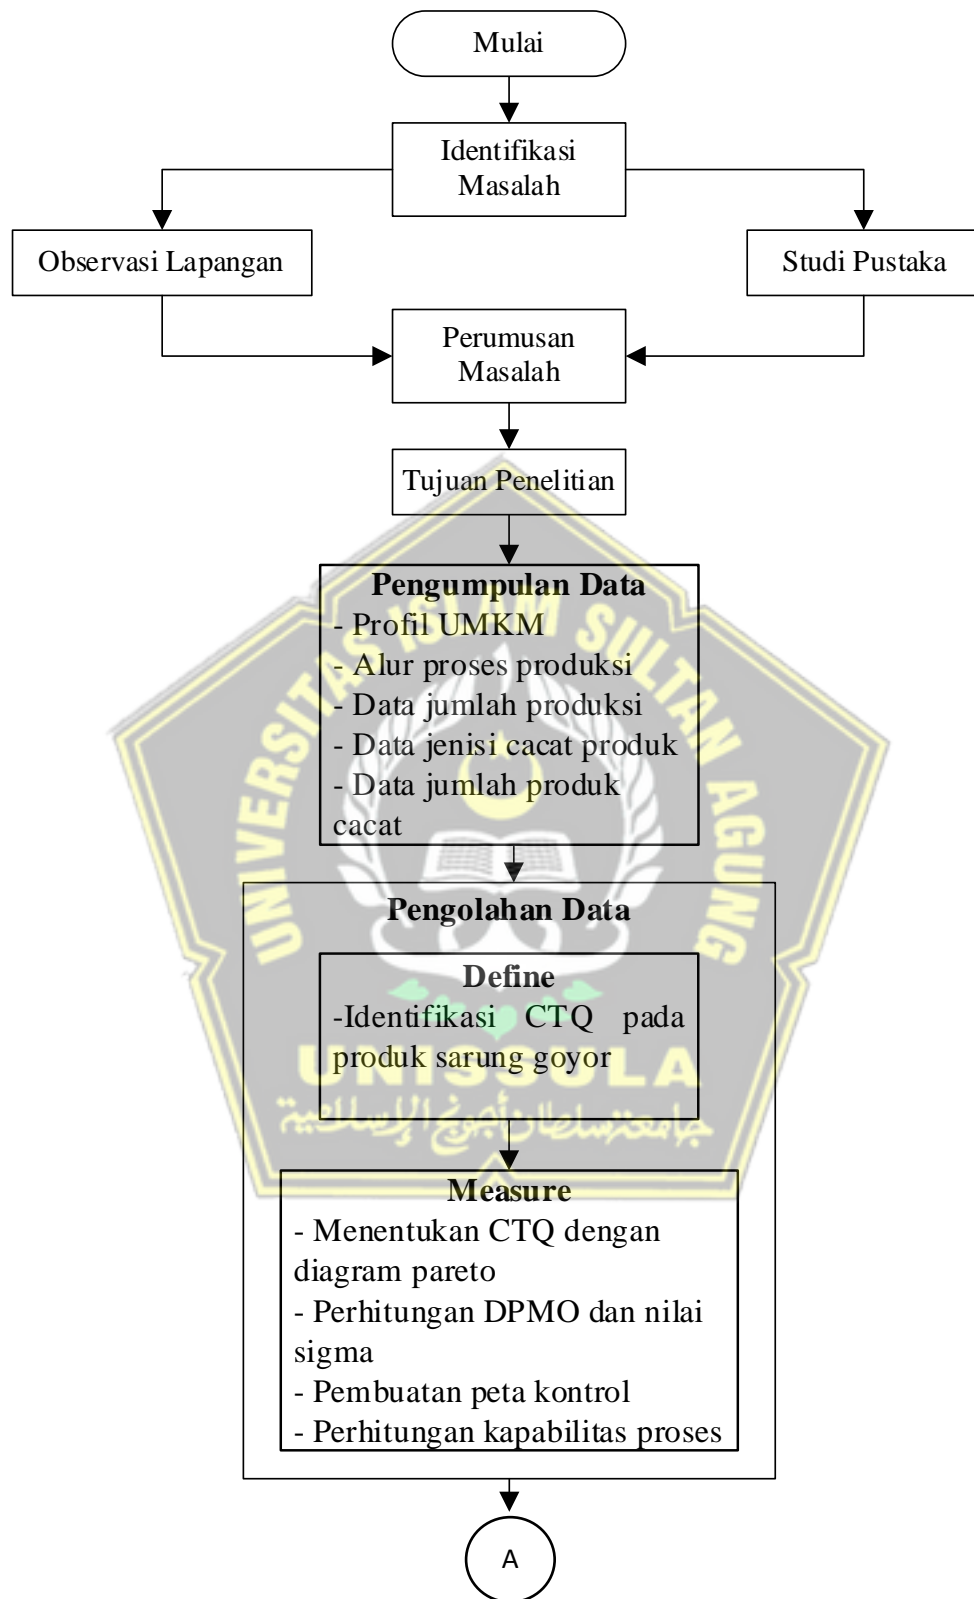 Mulai
Identifikasi
Masalah
Observasi Lapangan
Studi Pustaka
Perumusan
Masalah
Tujuan Penelitian
Pengumpulan Data
- Profil UMKM
- Alur proses produksi
- Data jumlah produksi
- Data jenisi cacat produk
- Data jumlah produk
cacat
Pengolahan Data
Define
-Identifikasi CTQ pada
produk sarung goyor
Measure
- Menentukan CTQ dengan
diagram pareto
- Perhitungan DPMO dan nilai
sigma
- Pembuatan peta kontrol
- Perhitungan kapabilitas proses
A
UNIVERSITAS ISLAM SULTAN AGUNG
UNISSULA
جامعتسلطان أجونج الإسلامية